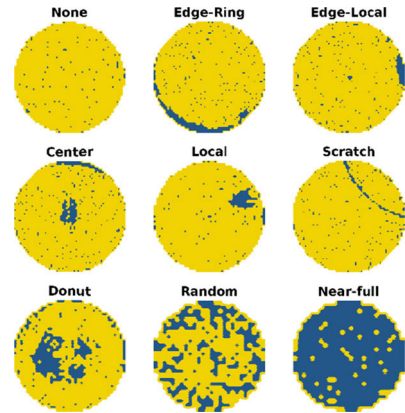 None Edge-Ring Edge-Local
Center Local Scratch
Donut Random Near-full